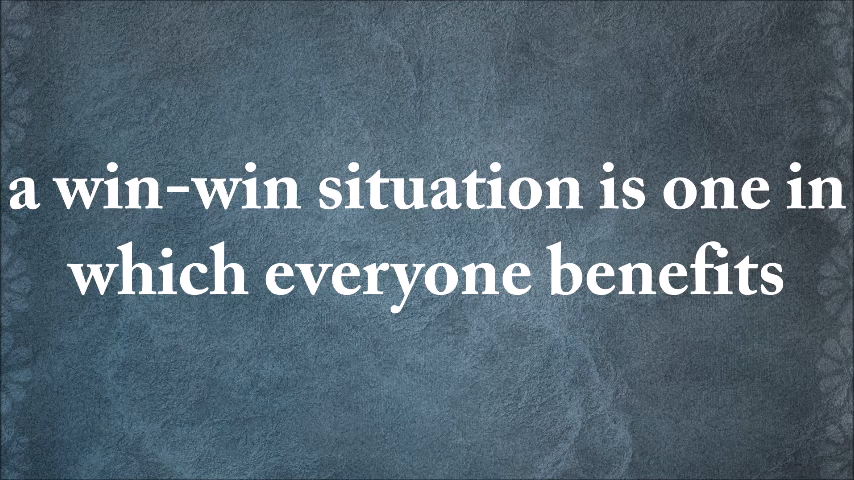 a win-win situation is one in
which everyone benefits